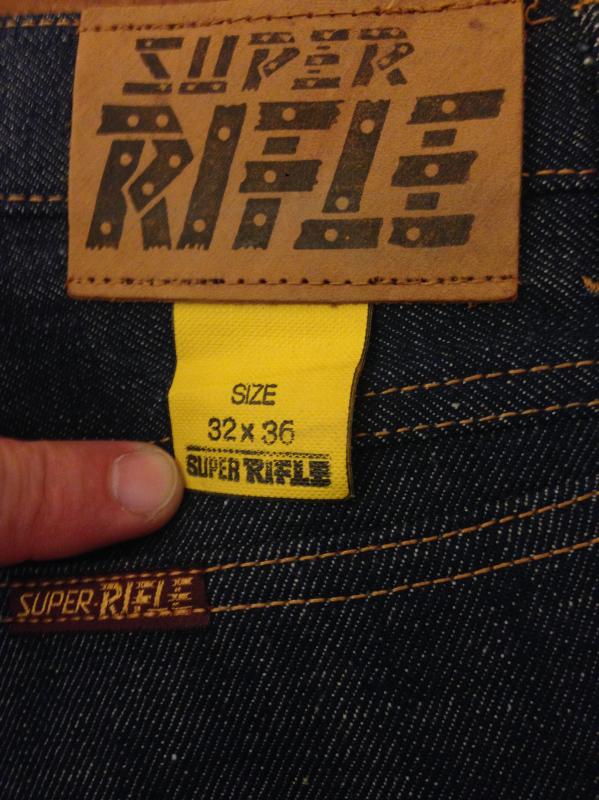 SUPER
RIFLE
SIZE
32 x 36
SUPER RIFLE
SUPER·RIFLE